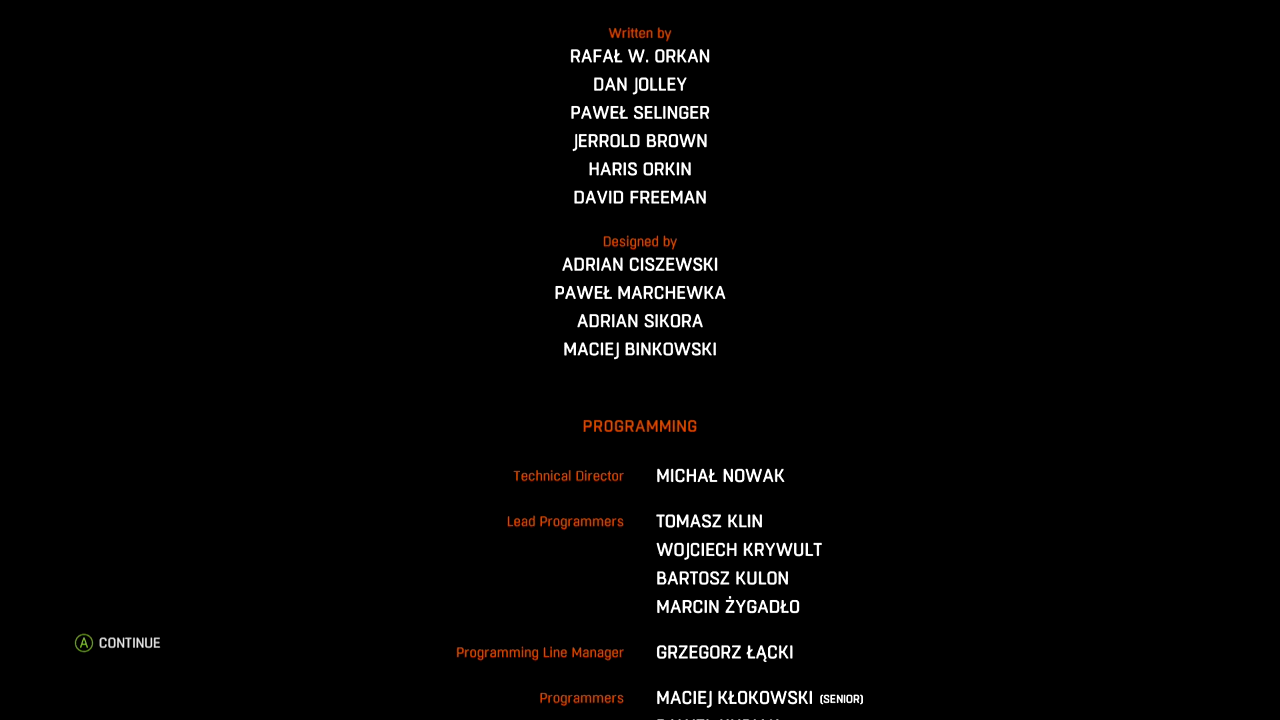 Written by
RAFAŁ W. ORKAN
DAN JOLLEY
PAWEŁ SELINGER
JERROLD BROWN
HARIS ORKIN
DAVID FREEMAN
Designed by
ADRIAN CISZEWSKI
PAWEŁ MARCHEWKA
ADRIAN SIKORA
MACIEJ BINKOWSKI
PROGRAMMING
Technical Director MICHAŁ NOWAK
Lead Programmers TOMASZ KLIN
WOJCIECH KRYWULT
BARTOSZ KULON
MARCIN ŻYGADŁO
A CONTINUE
Programming Line Manager GRZEGORZ ŁĄCKI
Programmers MACIEJ KŁOKOWSKI (SENIOR)